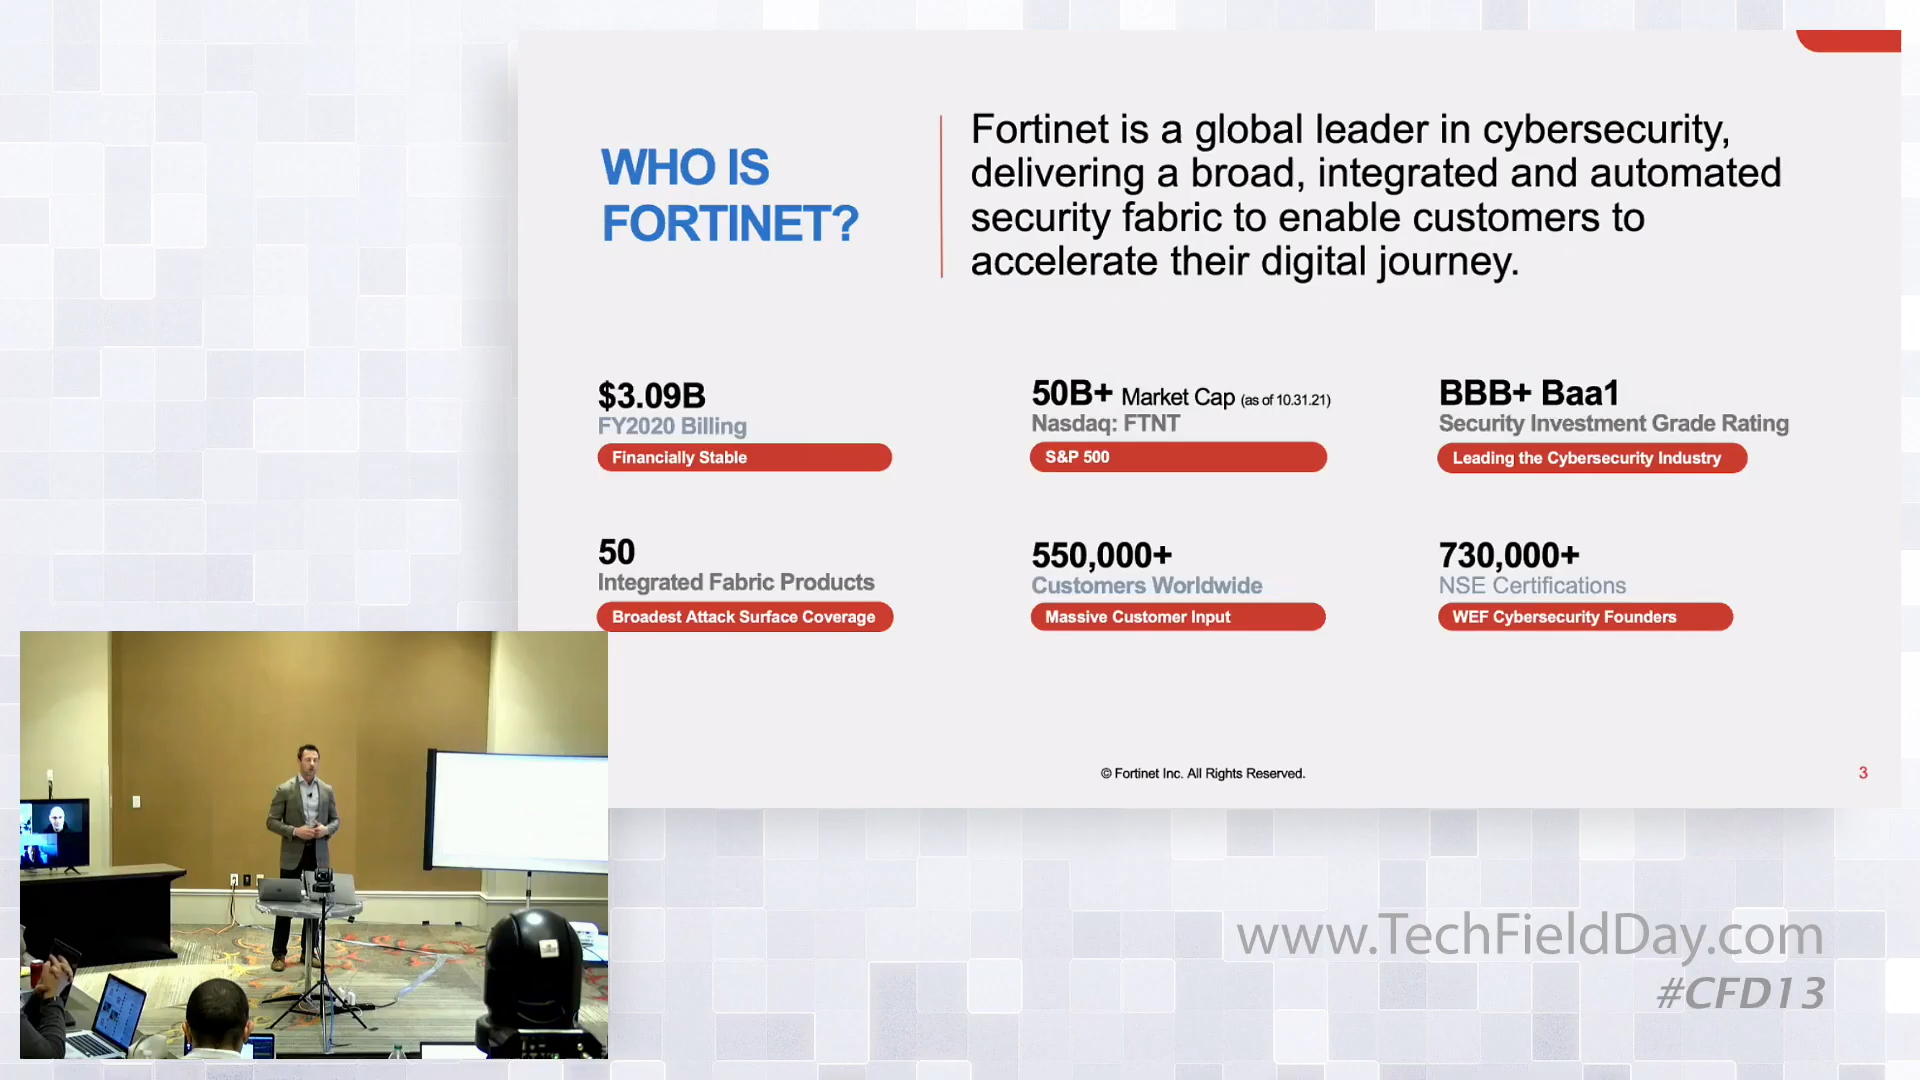 WHO IS
FORTINET?
Fortinet is a global leader in cybersecurity,
delivering a broad, integrated and automated
security fabric to enable customers to
accelerate their digital journey.
$3.09B
FY2020 Billing
Financially Stable
50B+ Market Cap (as of 10.31.21)
Nasdaq: FTNT
S&P 500
BBB+ Baa1
Security Investment Grade Rating
Leading the Cybersecurity Industry
50
Integrated Fabric Products
Broadest Attack Surface Coverage
550,000+
Customers Worldwide
Massive Customer Input
730,000+
NSE Certifications
WEF Cybersecurity Founders
© Fortinet Inc. All Rights Reserved.
3
www.TechFieldDay.com
#CFD13